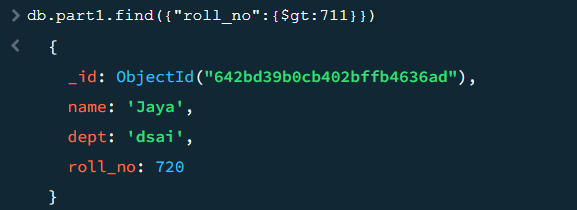 > db.part1.find({"roll_no":{$gt:711}})
< {
_id: ObjectId("642bd39b0cb402bffb4636ad"),
name: 'Jaya',
dept: 'dsai',
roll_no: 720
}